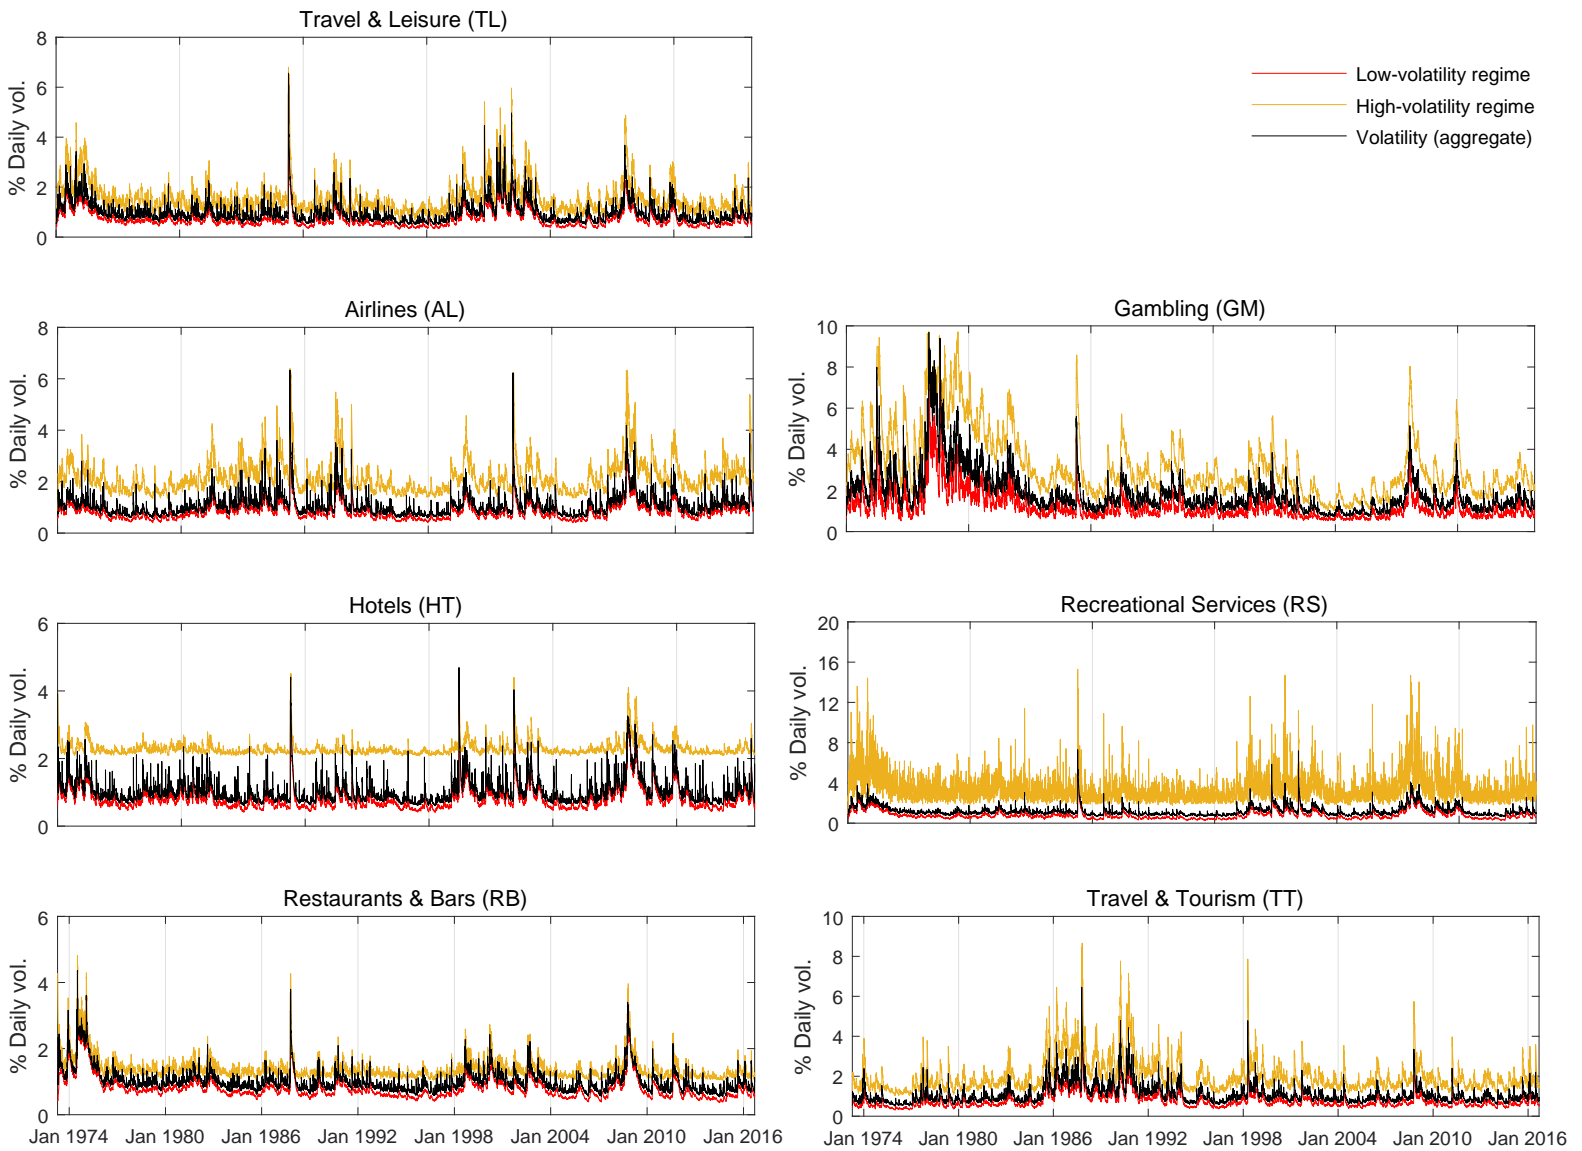 Travel & Leisure (TL)
8
6
4
2
0
% Daily vol.
Low-volatility regime
High-volatility regime
Volatility (aggregate)
Airlines (AL)
8
6
4
2
0
% Daily vol.
Gambling (GM)
10
8
6
4
2
0
% Daily vol.
Hotels (HT)
6
4
2
0
% Daily vol.
Recreational Services (RS)
20
16
12
8
4
0
% Daily vol.
Restaurants & Bars (RB)
6
4
2
0
% Daily vol.
Jan 1974 Jan 1980 Jan 1986 Jan 1992 Jan 1998 Jan 2004 Jan 2010 Jan 2016
Travel & Tourism (TT)
10
8
6
4
2
0
% Daily vol.
Jan 1974 Jan 1980 Jan 1986 Jan 1992 Jan 1998 Jan 2004 Jan 2010 Jan 2016